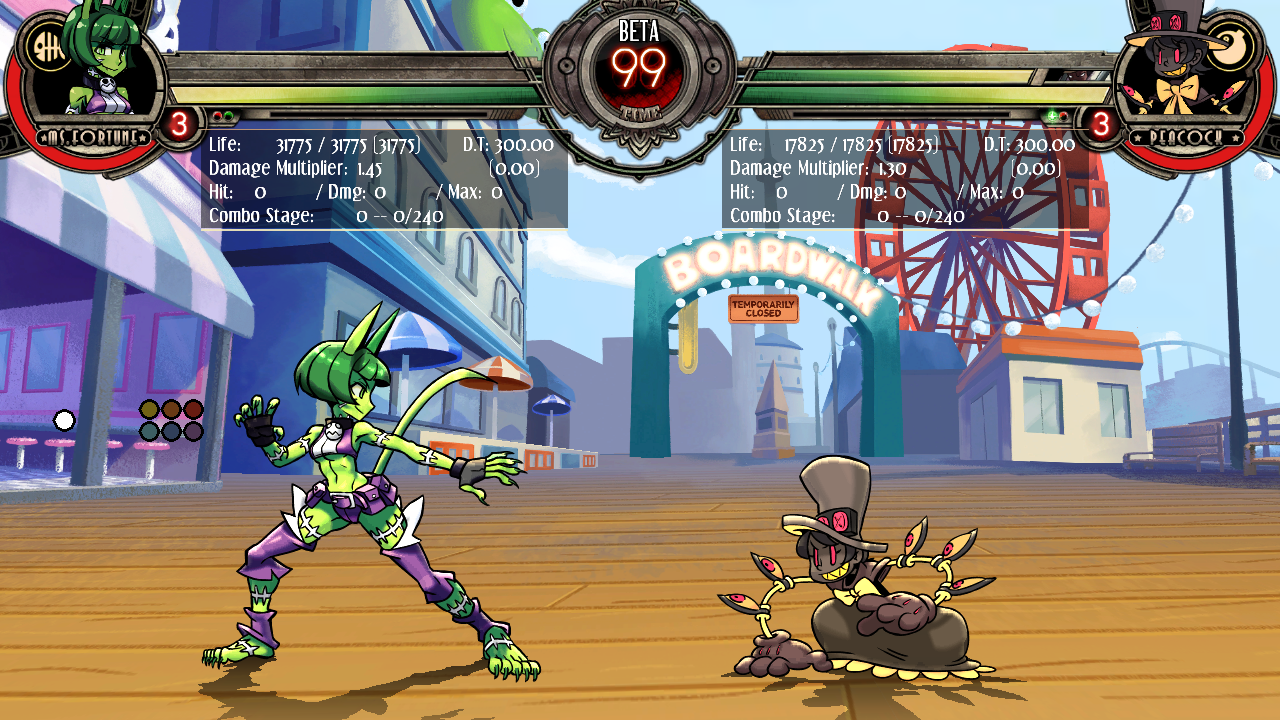 BETA
99
TIME
★MS.FORTUNE★
3
3
★ PEACOCK ★
Life: 31775 / 31775 [31775] D.T: 300.00
Damage Multiplier: 1.45 [0.00]
Hit: 0 / Dmg: 0 / Max: 0
Combo Stage: 0 -- 0/240
Life: 17825 / 17825 [17825] D.T: 300.00
Damage Multiplier: 1.30 [0.00]
Hit: 0 / Dmg: 0 / Max: 0
Combo Stage: 0 -- 0/240
BOARDWALK
TEMPORARILY
CLOSED